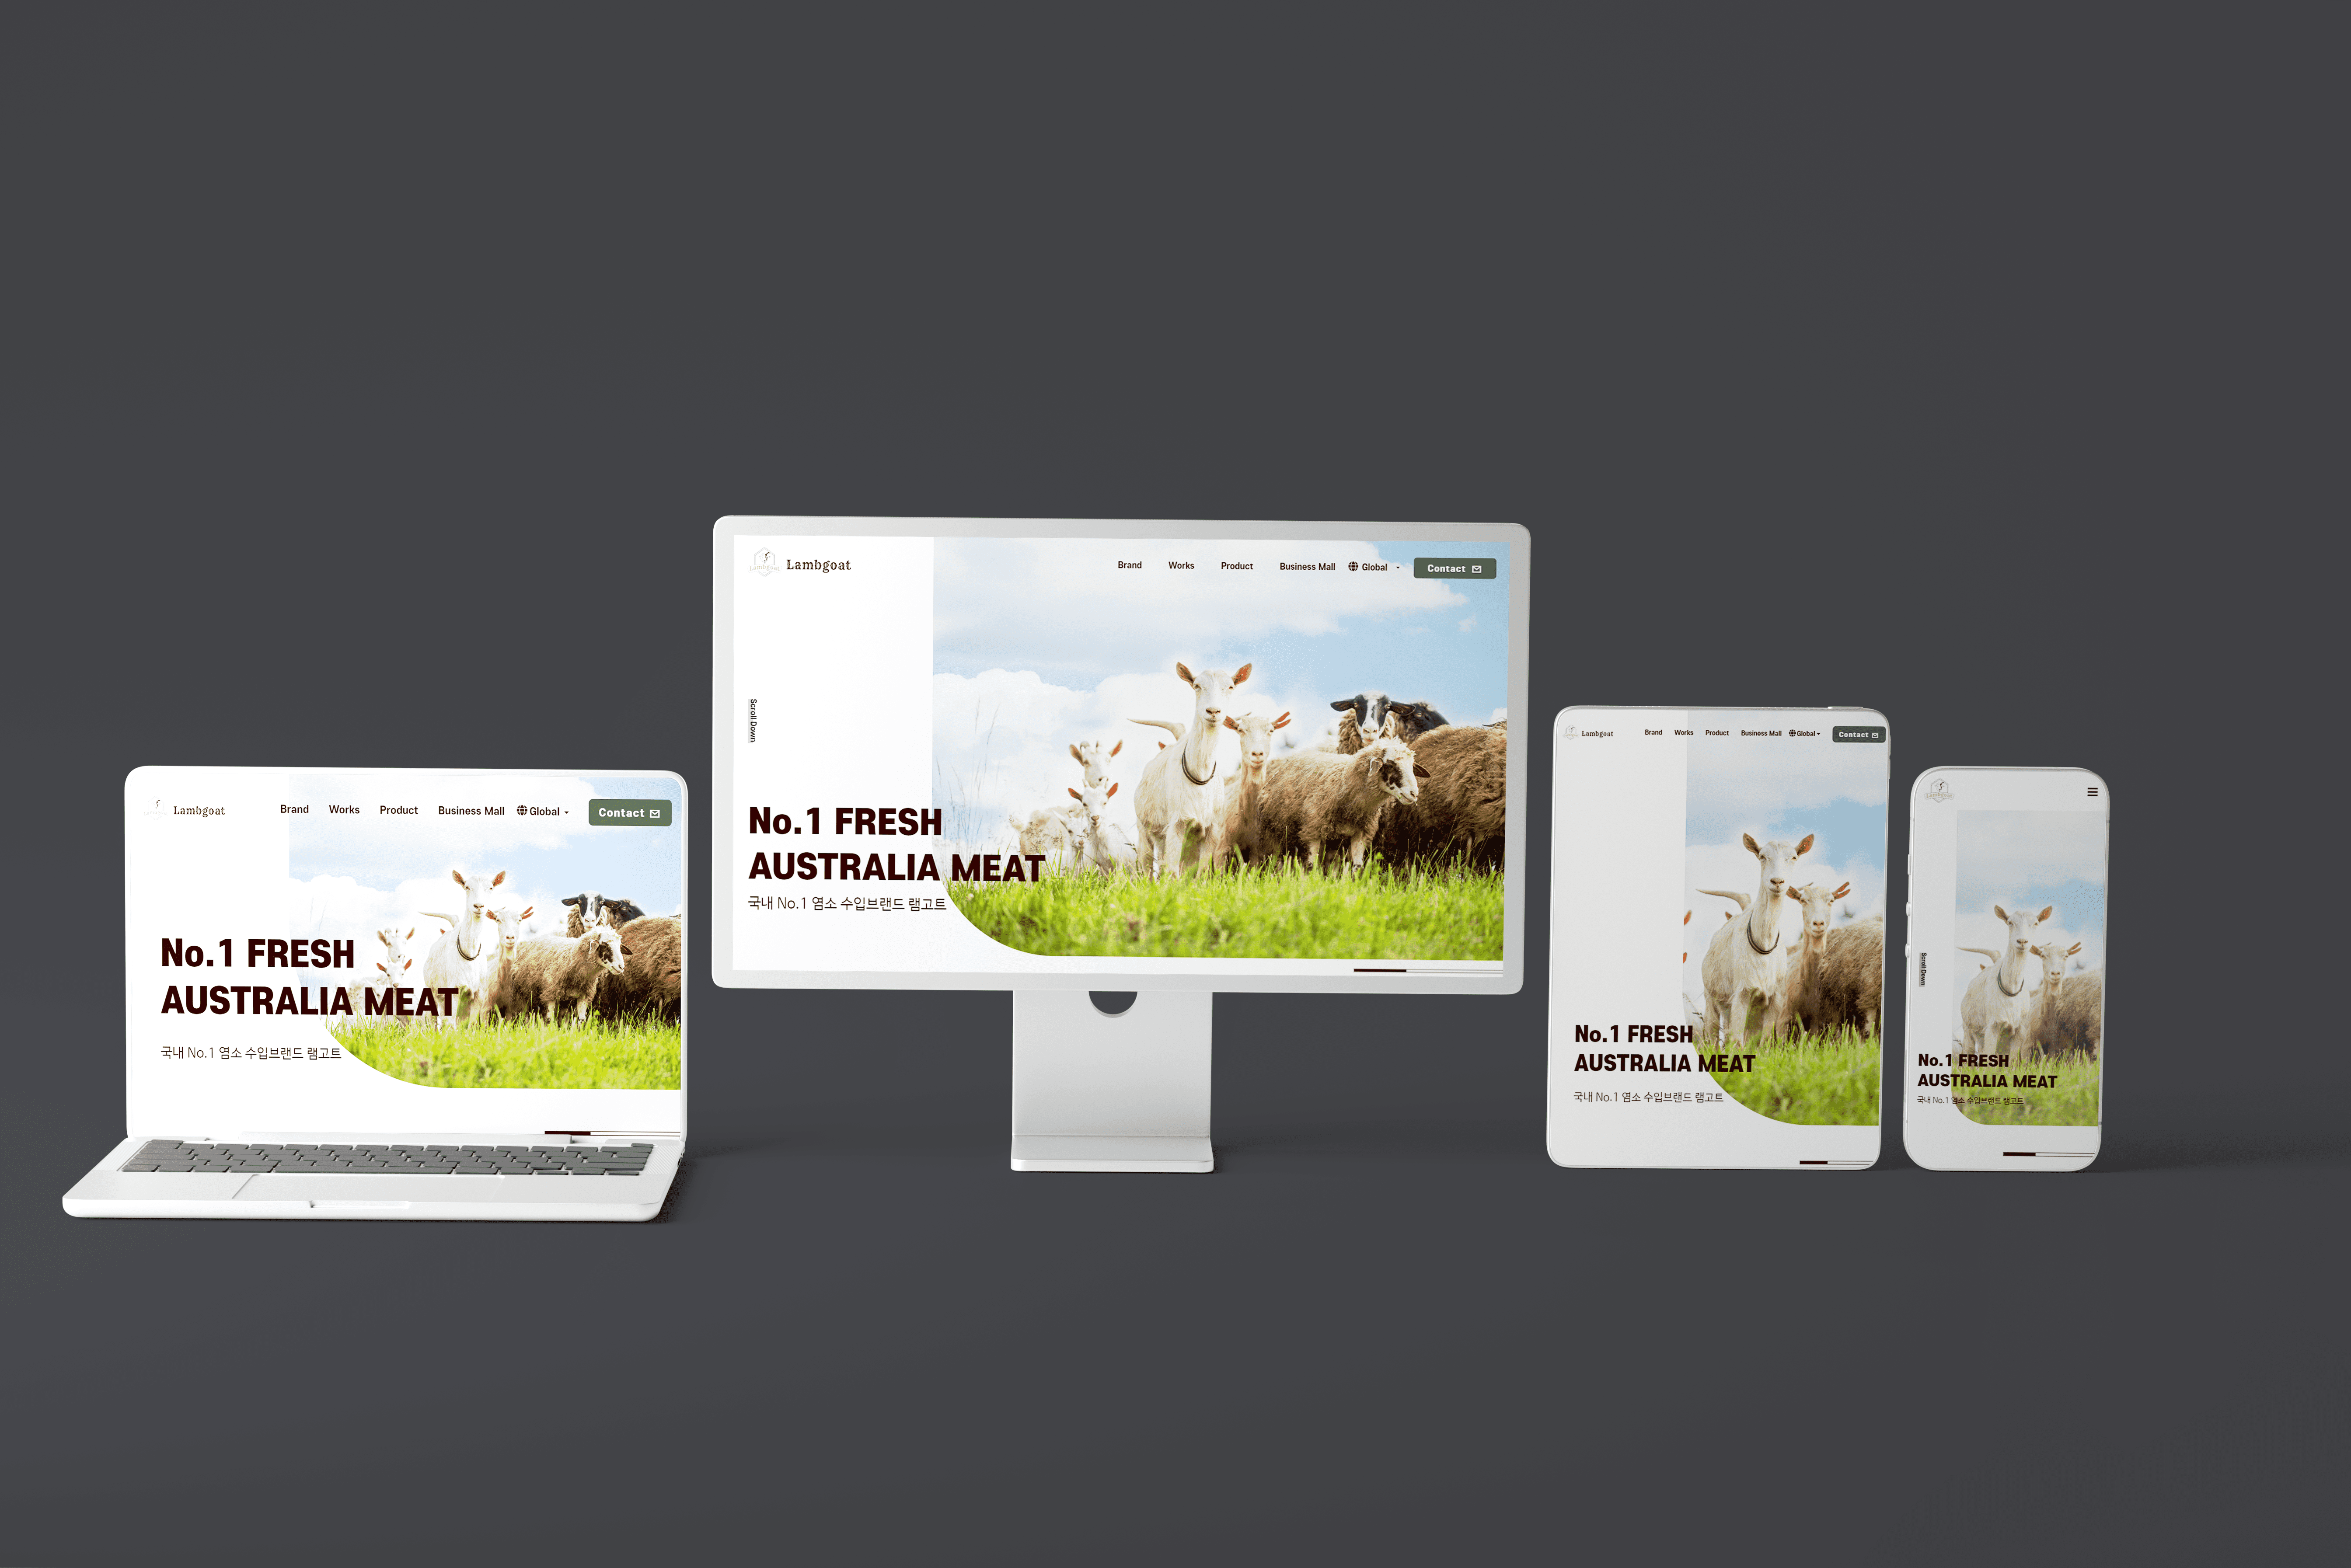 Lambgoat
Brand Works Product Business Mall Global Contact
No.1 FRESH
AUSTRALIA MEAT
국내 No.1 염소 수입브랜드 램고트
Lambgoat
Brand Works Product Business Mall Global Contact
Scroll Down
No.1 FRESH
AUSTRALIA MEAT
국내 No.1 염소 수입브랜드 램고트
Lambgoat
Brand Works Product Business Mall Global Contact
No.1 FRESH
AUSTRALIA MEAT
국내 No.1 염소 수입브랜드 램고트
Scroll Down
No.1 FRESH
AUSTRALIA MEAT
국내 No.1 염소 수입브랜드 램고트